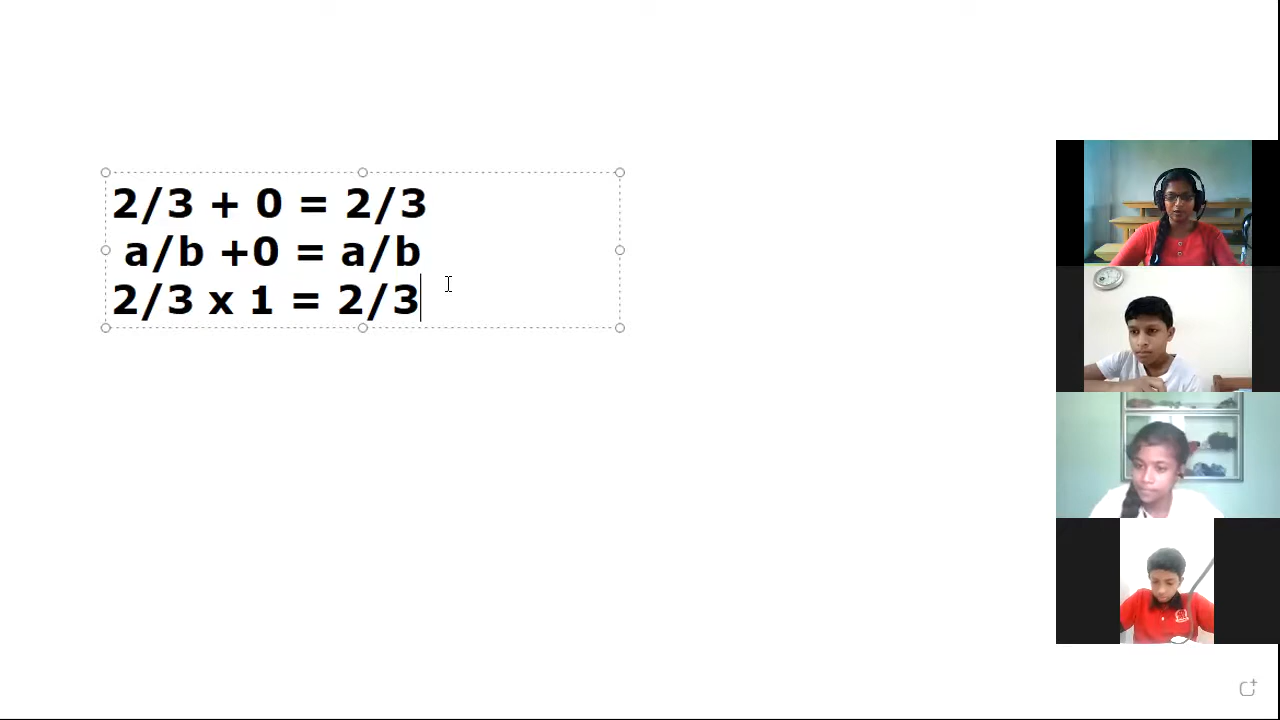 2/3 + 0 = 2/3
a/b +0 = a/b
2/3 x 1 = 2/3